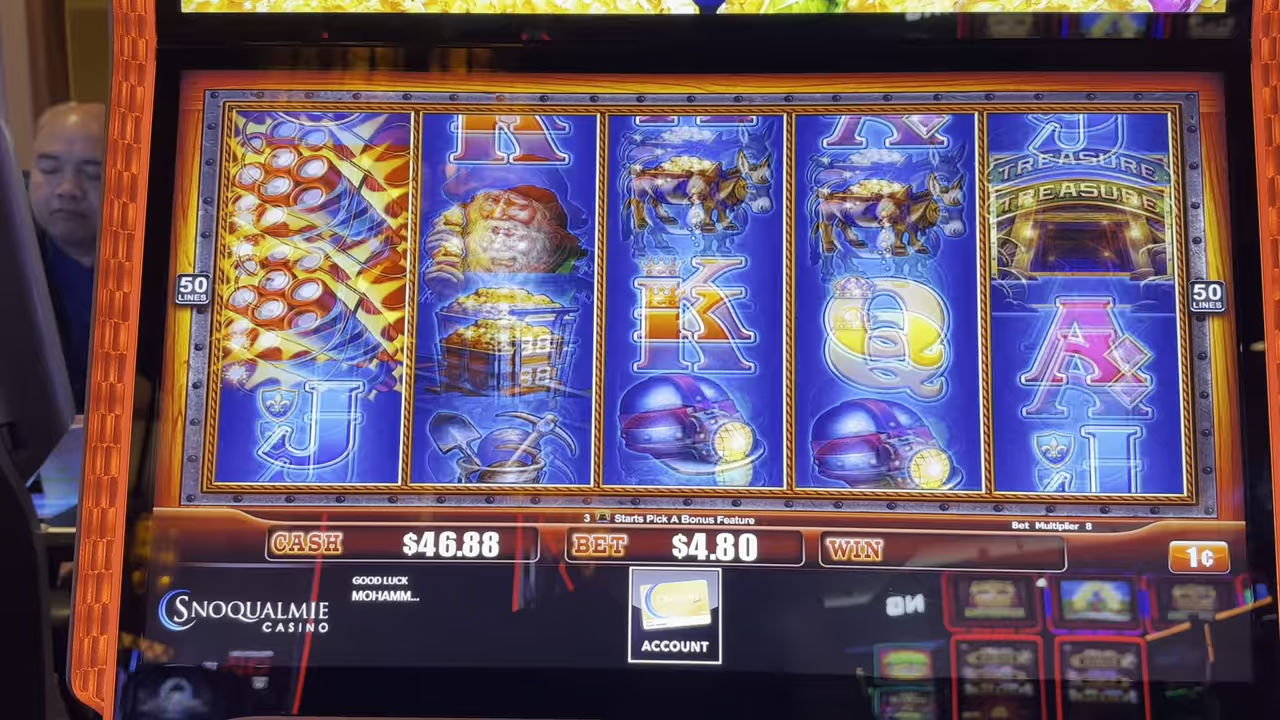 K
A
J
TREASURE
TREASURE
50
LINES
50
LINES
K
Q
A
J
J
3 Starts Pick A Bonus Feature
Bet Multiplier 8
CASH $46.88
BET $4.80
WIN
1¢
SNOQUALMIE
CASINO
GOOD LUCK
MOHAMM...
ACCOUNT